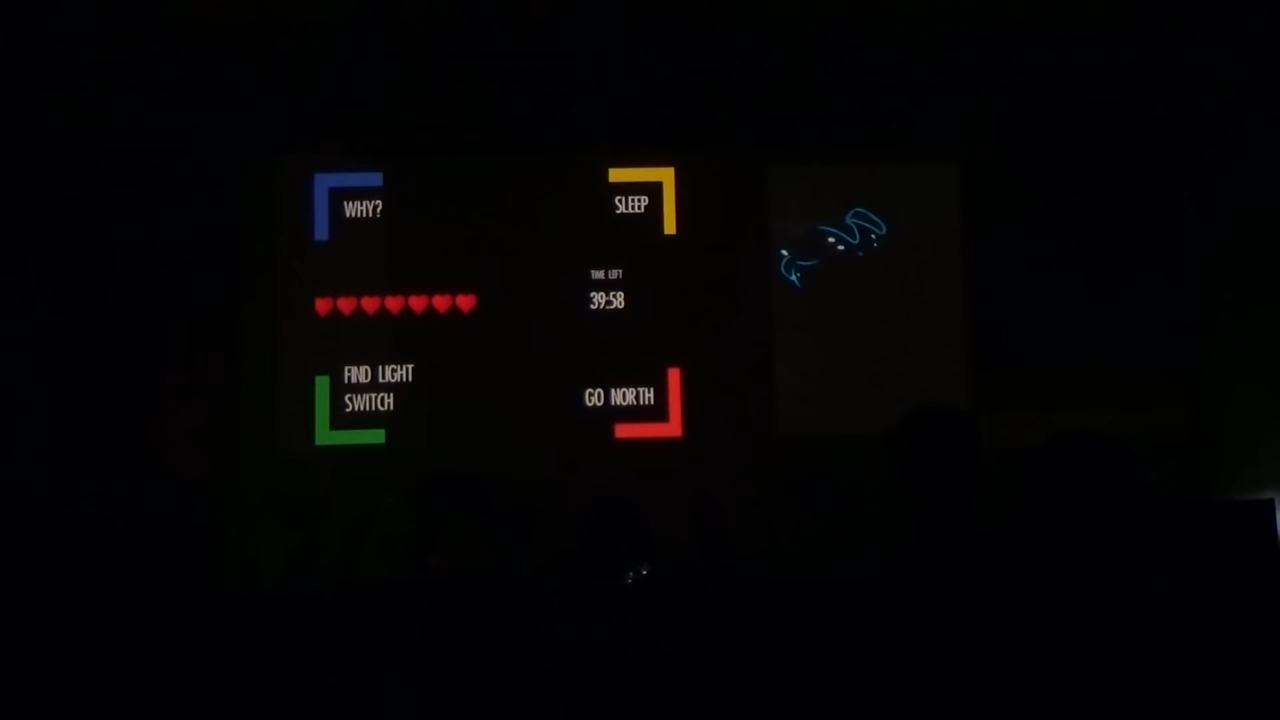 WHY?
SLEEP
TIME LEFT
39:58
FIND LIGHT
SWITCH
GO NORTH